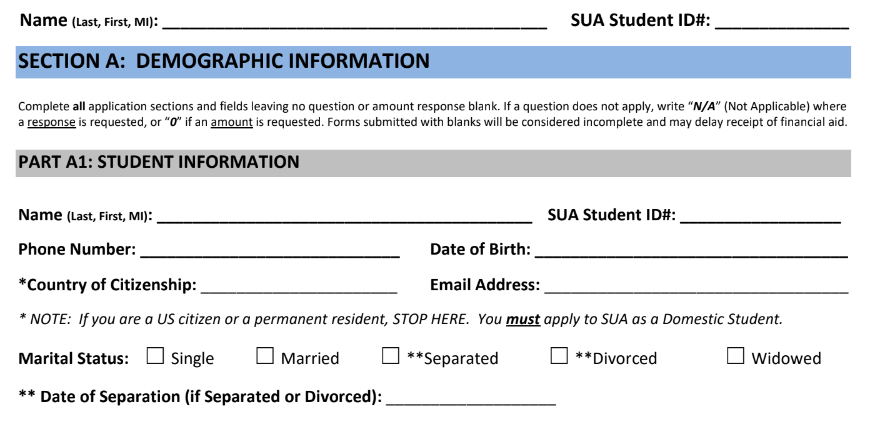 Name (Last, First, MI): ________________________________________ SUA Student ID#: ______________
SECTION A: DEMOGRAPHIC INFORMATION
Complete all application sections and fields leaving no question or amount response blank. If a question does not apply, write “N/A” (Not Applicable) where
a response is requested, or “0” if an amount is requested. Forms submitted with blanks will be considered incomplete and may delay receipt of financial aid.
PART A1: STUDENT INFORMATION
Name (Last, First, MI): ________________________________________ SUA Student ID#: _________________
Phone Number: ____________________________ Date of Birth: __________________________________
*Country of Citizenship: ______________________ Email Address: __________________________________
* NOTE: If you are a US citizen or a permanent resident, STOP HERE. You must apply to SUA as a Domestic Student.
Marital Status: ☐ Single ☐ Married ☐ **Separated ☐ **Divorced ☐ Widowed
** Date of Separation (if Separated or Divorced): ___________________